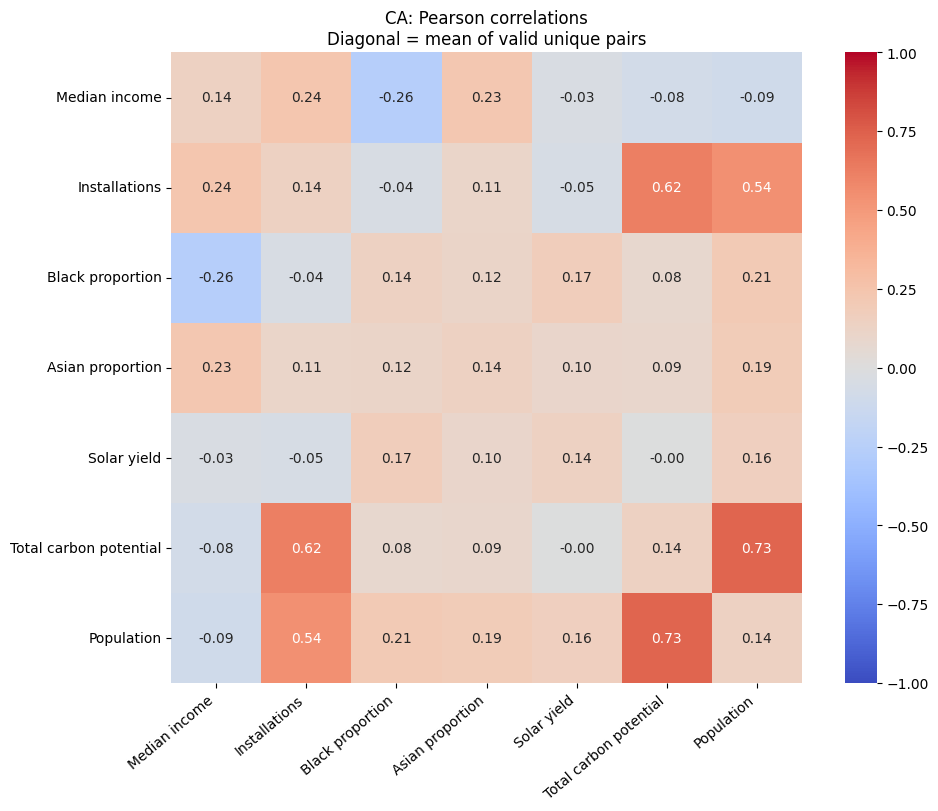 CA: Pearson correlations
Diagonal = mean of valid unique pairs
Median income 0.14 0.24 -0.26 0.23 -0.03 -0.08 -0.09
Installations 0.24 0.14 -0.04 0.11 -0.05 0.62 0.54
Black proportion -0.26 -0.04 0.14 0.12 0.17 0.08 0.21
Asian proportion 0.23 0.11 0.12 0.14 0.10 0.09 0.19
Solar yield -0.03 -0.05 0.17 0.10 0.14 -0.00 0.16
Total carbon potential -0.08 0.62 0.08 0.09 -0.00 0.14 0.73
Population -0.09 0.54 0.21 0.19 0.16 0.73 0.14
Median income
Installations
Black proportion
Asian proportion
Solar yield
Total carbon potential
Population
1.00
0.75
0.50
0.25
0.00
−0.25
−0.50
−0.75
−1.00